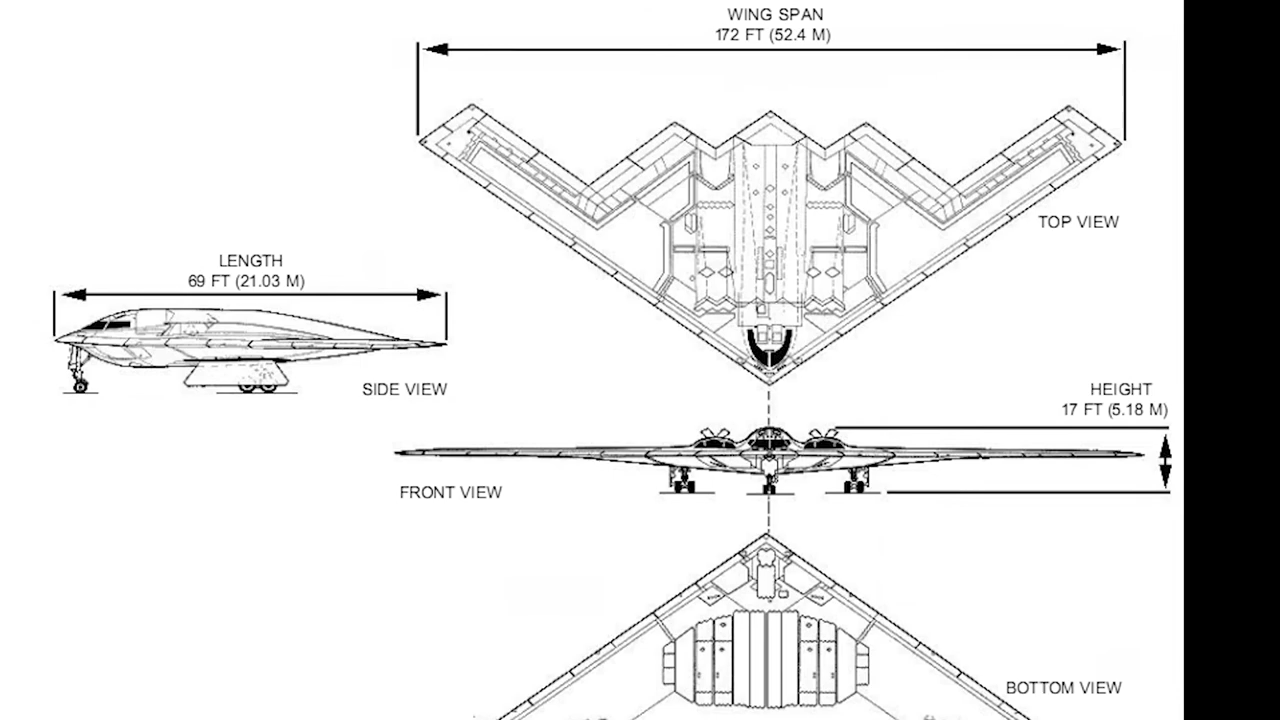 WING SPAN
172 FT (52.4 M)
TOP VIEW
LENGTH
69 FT (21.03 M)
SIDE VIEW
HEIGHT
17 FT (5.18 M)
FRONT VIEW
BOTTOM VIEW